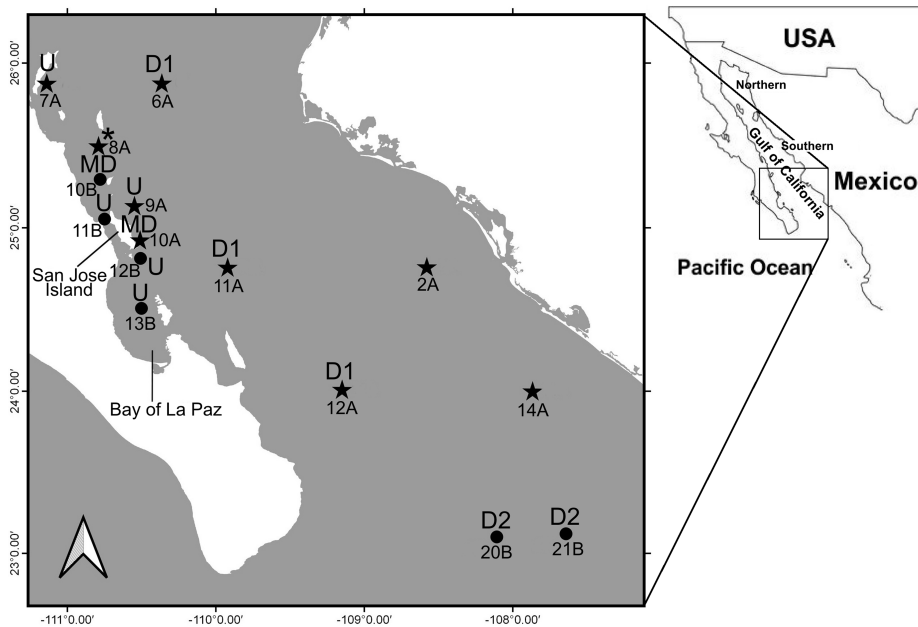 USA
Northern
Southern
Gulf of California
Mexico
Pacific Ocean
26°0.00'
25°0.00'
24°0.00'
23°0.00'
U
7A
D1
6A
*
8A
MD
10B
U
9A
U
11B
MD
10A
San Jose
Island
12B
U
D1
11A
2A
U
13B
D1
12A
14A
Bay of La Paz
D2
20B
D2
21B
-111°0.00'
-110°0.00'
-109°0.00'
-108°0.00'